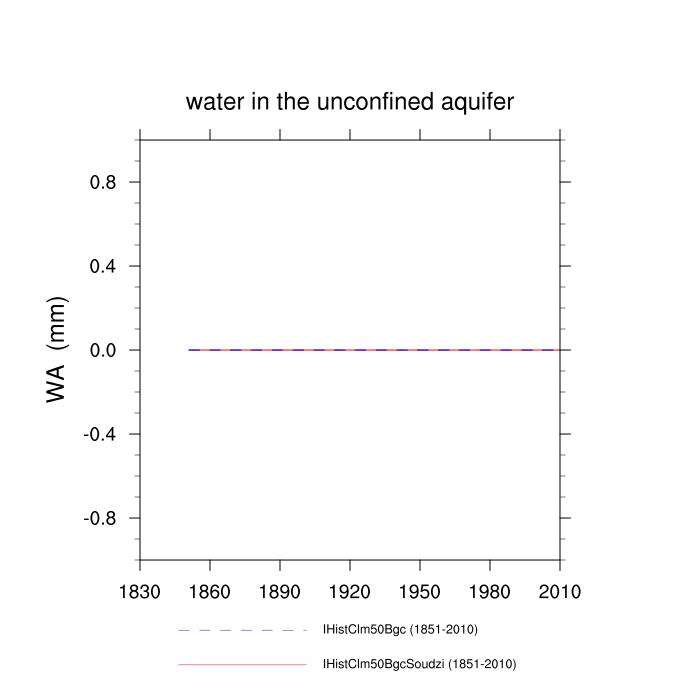 water in the unconfined aquifer
WA (mm)
0.8
0.4
0.0
-0.4
-0.8
1830 1860 1890 1920 1950 1980 2010
IHistClm50Bgc (1851-2010)
IHistClm50BgcSoudzi (1851-2010)